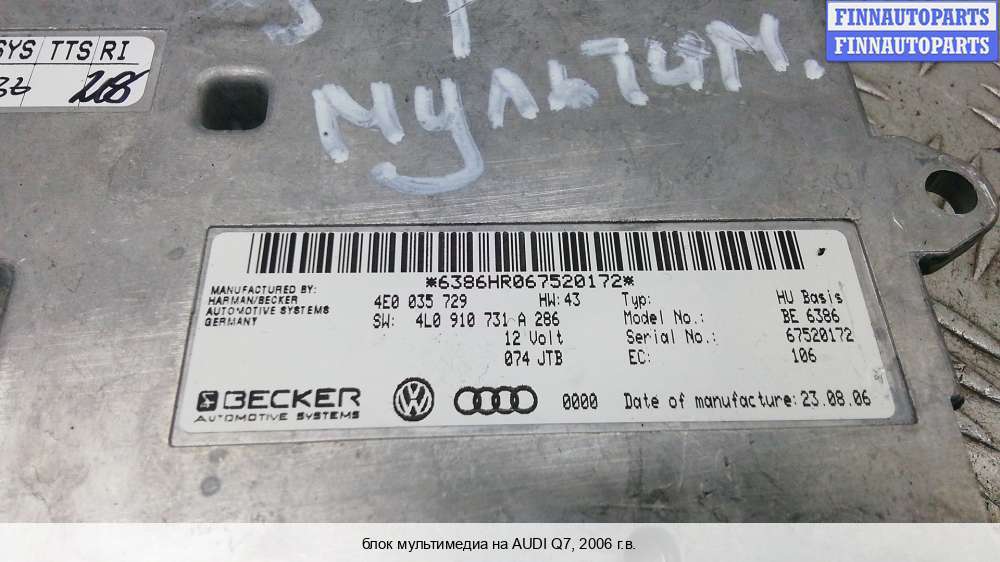 FINNAUTOPARTS
FINNAUTOPARTS
SYS TTS RI
286
МУЛЬТИМ.
*6386HR067520172*
MANUFACTURED BY:
HARMAN/BECKER
AUTOMOTIVE SYSTEMS
GERMANY
4E0 035 729 HW: 43
SW: 4L0 910 731 A 286
12 Volt
074 JTB
Typ: HU Basis
Model No.: BE 6386
Serial No.: 67520172
EC: 106
BECKER
AUTOMOTIVE SYSTEMS
0000 Date of manufacture: 23.08.06
блок мультимедиа на AUDI Q7, 2006 г.в.